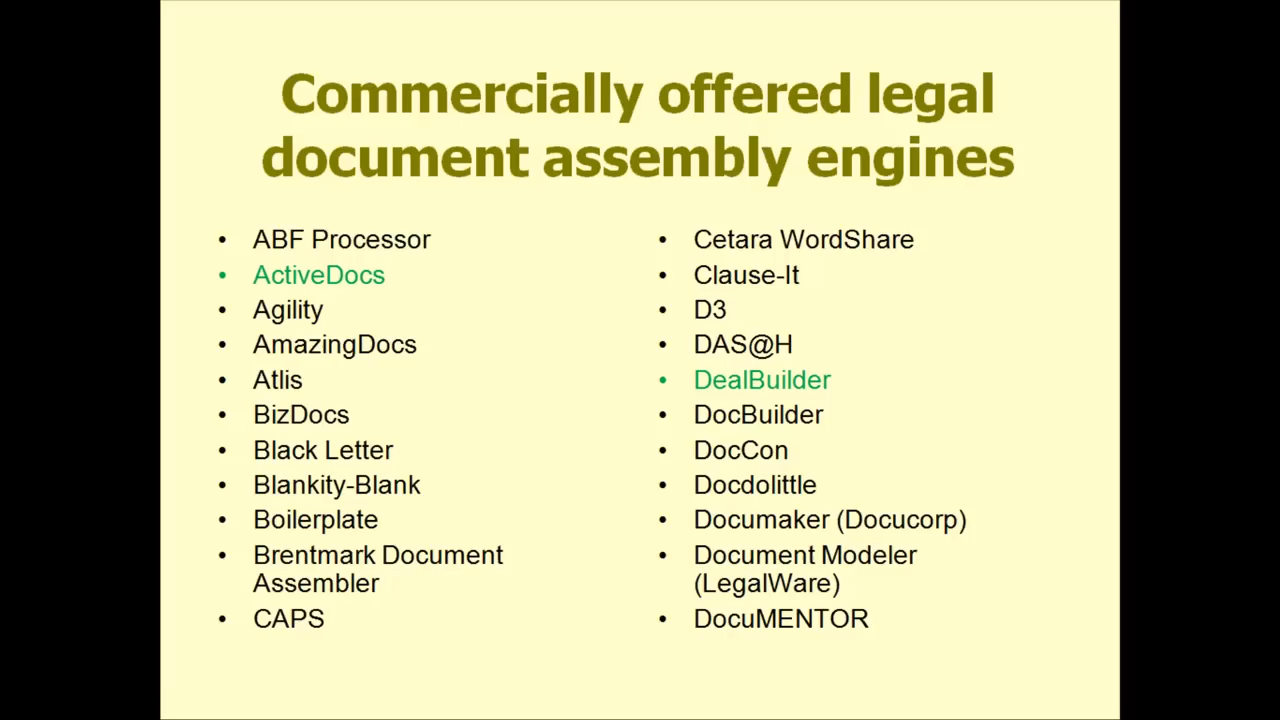 Commercially offered legal
document assembly engines
• ABF Processor
• ActiveDocs
• Agility
• AmazingDocs
• Atlis
• BizDocs
• Black Letter
• Blankity-Blank
• Boilerplate
• Brentmark Document
Assembler
• CAPS
• Cetara WordShare
• Clause-It
• D3
• DAS@H
• DealBuilder
• DocBuilder
• DocCon
• Docdolittle
• Documaker (Docucorp)
• Document Modeler
(LegalWare)
• DocuMENTOR